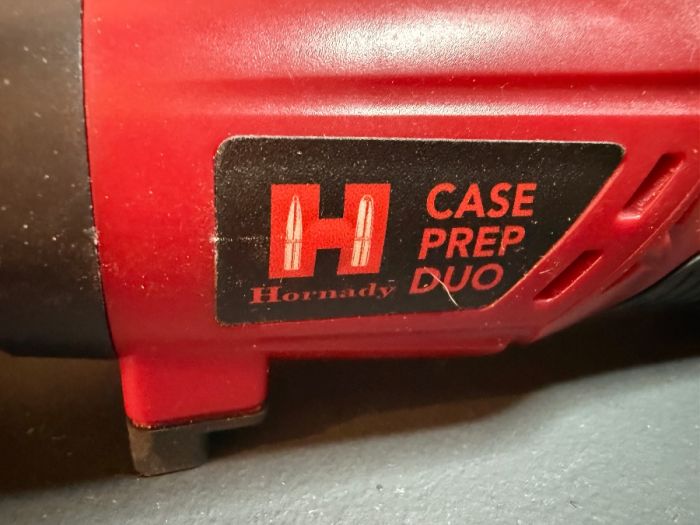 H
Hornady
CASE
PREP
DUO